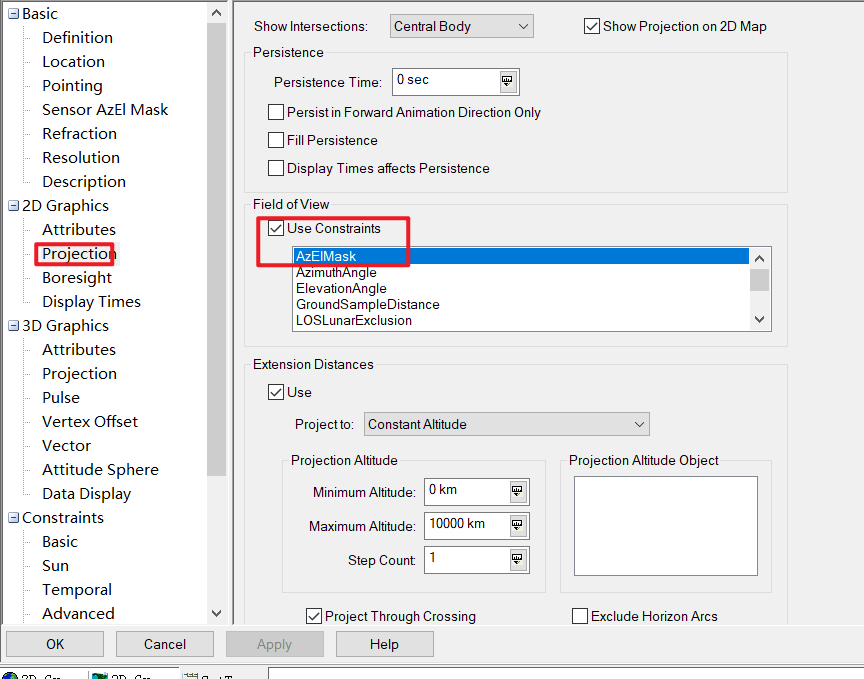 Basic
Definition
Location
Pointing
Sensor AzEl Mask
Refraction
Resolution
Description
2D Graphics
Attributes
Projection
Boresight
Display Times
3D Graphics
Attributes
Projection
Pulse
Vertex Offset
Vector
Attitude Sphere
Data Display
Constraints
Basic
Sun
Temporal
Advanced
Show Intersections: Central Body
Show Projection on 2D Map
Persistence
Persistence Time: 0 sec
Persist in Forward Animation Direction Only
Fill Persistence
Display Times affects Persistence
Field of View
Use Constraints
AzElMask
AzimuthAngle
ElevationAngle
GroundSampleDistance
LOSLunarExclusion
Extension Distances
Use
Project to: Constant Altitude
Projection Altitude
Minimum Altitude: 0 km
Maximum Altitude: 10000 km
Step Count: 1
Projection Altitude Object
Project Through Crossing
Exclude Horizon Arcs
OK Cancel Apply Help